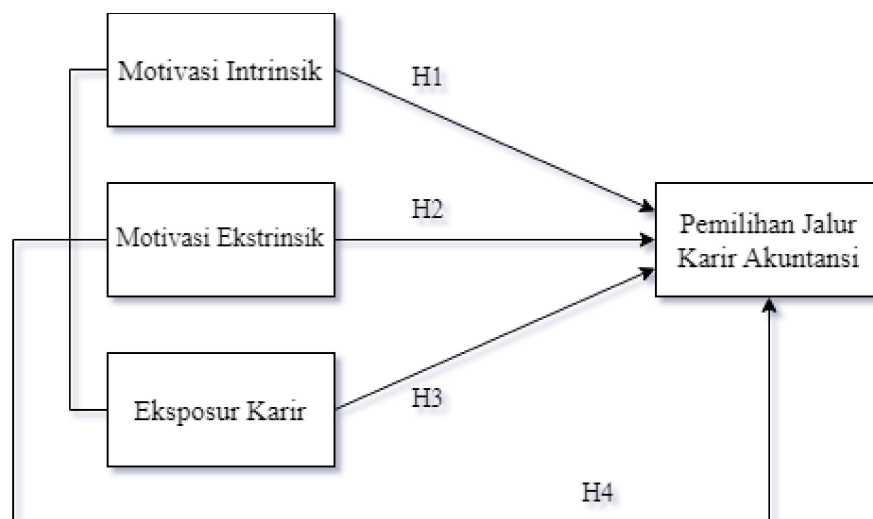 Motivasi Intrinsik
H1
Motivasi Ekstrinsik
H2
Pemilihan Jalur
Karir Akuntansi
Eksposur Karir
H3
H4